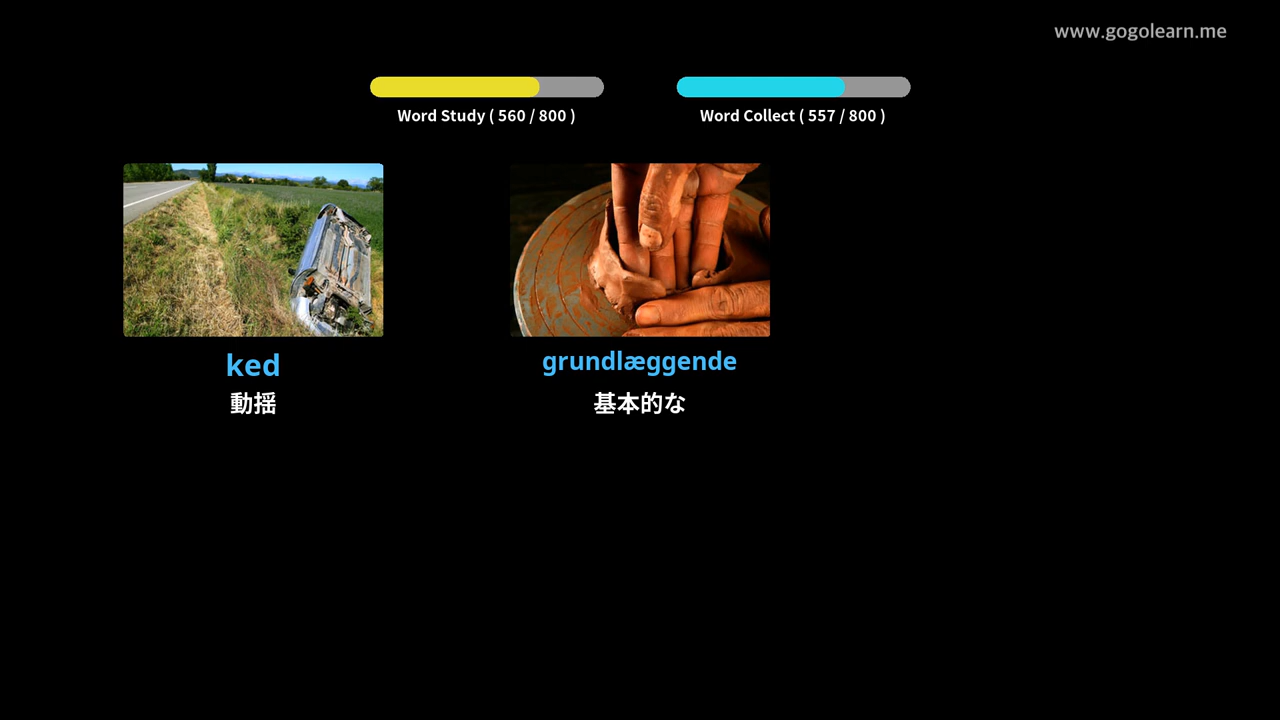 www.gogolearn.me
Word Study ( 560 / 800 )
Word Collect ( 557 / 800 )
ked
動揺
grundlæggende
基本的な